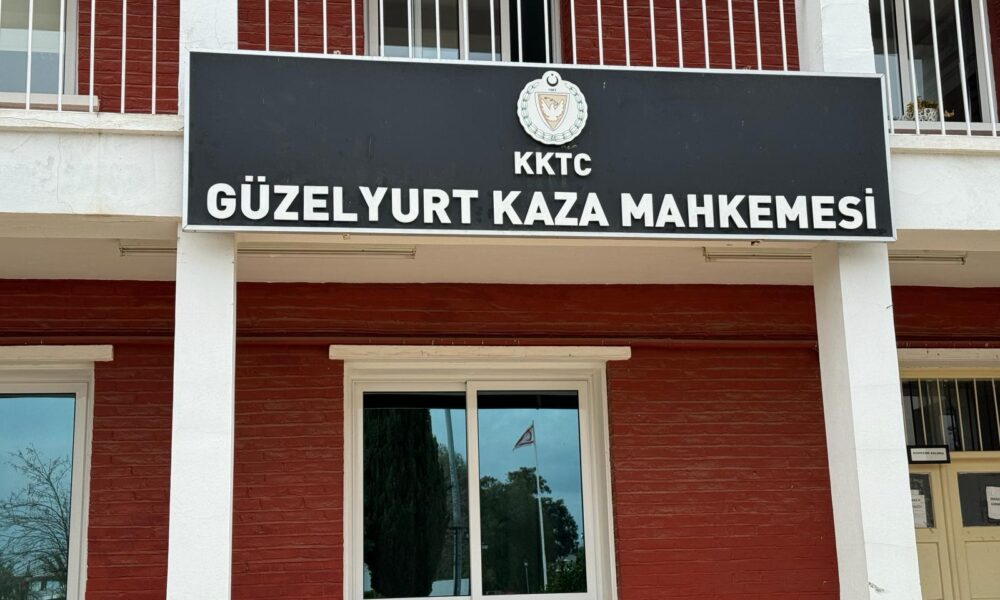 KKTC
GÜZELYURT KAZA MAHKEMESİ